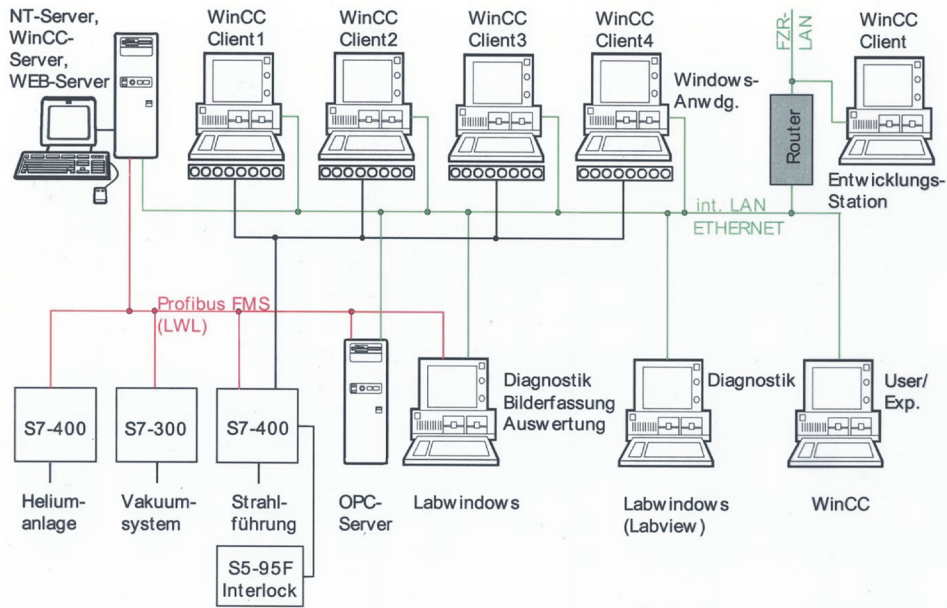 NT-Server,
WinCC-
Server,
WEB-Server
WinCC
Client1
WinCC
Client2
WinCC
Client3
WinCC
Client4
Windows-
Anwdg.
FZR-
LAN
Router
WinCC
Client
Entwicklungs-
Station
int. LAN
ETHERNET
Profibus FMS
(LWL)
S7-400
S7-300
S7-400
Diagnostik
Bilderfassung
Auswertung
Diagnostik
User/
Exp.
Helium-
anlage
Vakuum-
system
Strahl-
führung
OPC-
Server
Labwindows
Labwindows
(Labview)
WinCC
S5-95F
Interlock